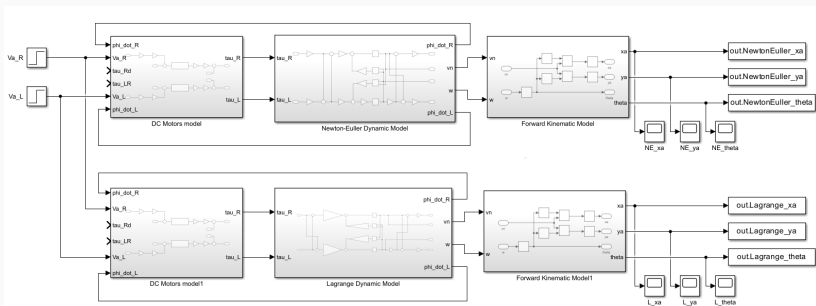 phi_dot_R
Va_R
tau_Rd
tau_LR
Va_L
phi_dot_L
tau_R
tau_L
DC Motors model
Va_R
Va_L
tau_R
tau_L
phi_dot_R
vn
w
phi_dot_L
Newton-Euller Dynamic Model
vn
w
xa
ya
theta
Forward Kinematic Model
out.NewtonEuller_xa
out.NewtonEuller_ya
out.NewtonEuller_theta
NE_xa
NE_ya
NE_theta
phi_dot_R
Va_R
tau_Rd
tau_LR
Va_L
phi_dot_L
tau_R
tau_L
DC Motors model1
tau_R
tau_L
phi_dot_R
vn
w
phi_dot_L
Lagrange Dynamic Model
vn
w
xa
ya
theta
Forward Kinematic Model1
out.Lagrange_xa
out.Lagrange_ya
out.Lagrange_theta
L_xa
L_ya
L_theta